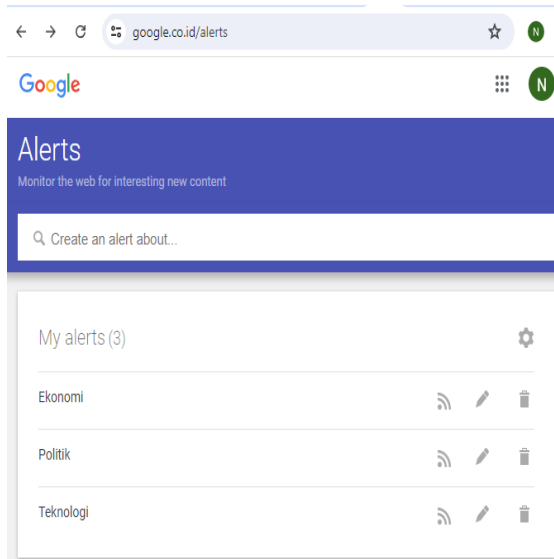 google.co.id/alerts
N
Google
N
Alerts
Monitor the web for interesting new content
Create an alert about...
My alerts (3)
Ekonomi
Politik
Teknologi